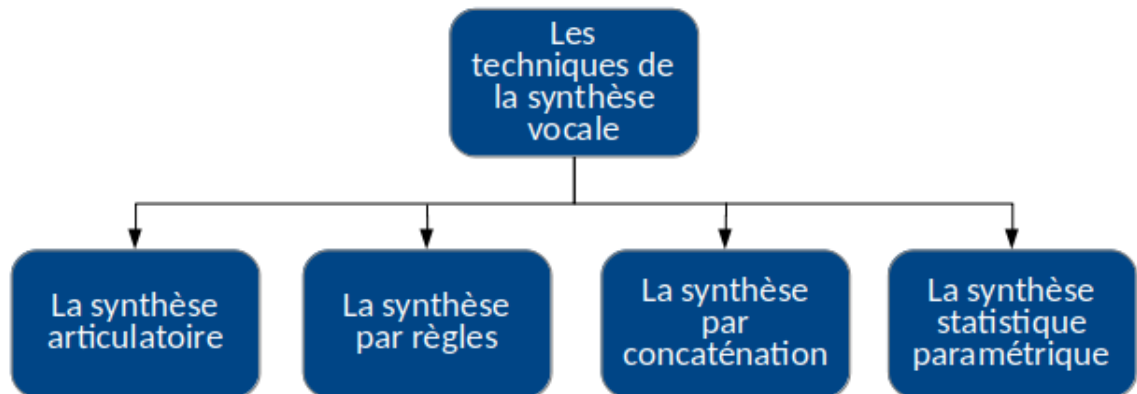 Les
techniques de
la synthèse
vocale
La synthèse
articulatoire
La synthèse
par règles
La synthèse
par
concaténation
La synthèse
statistique
paramétrique